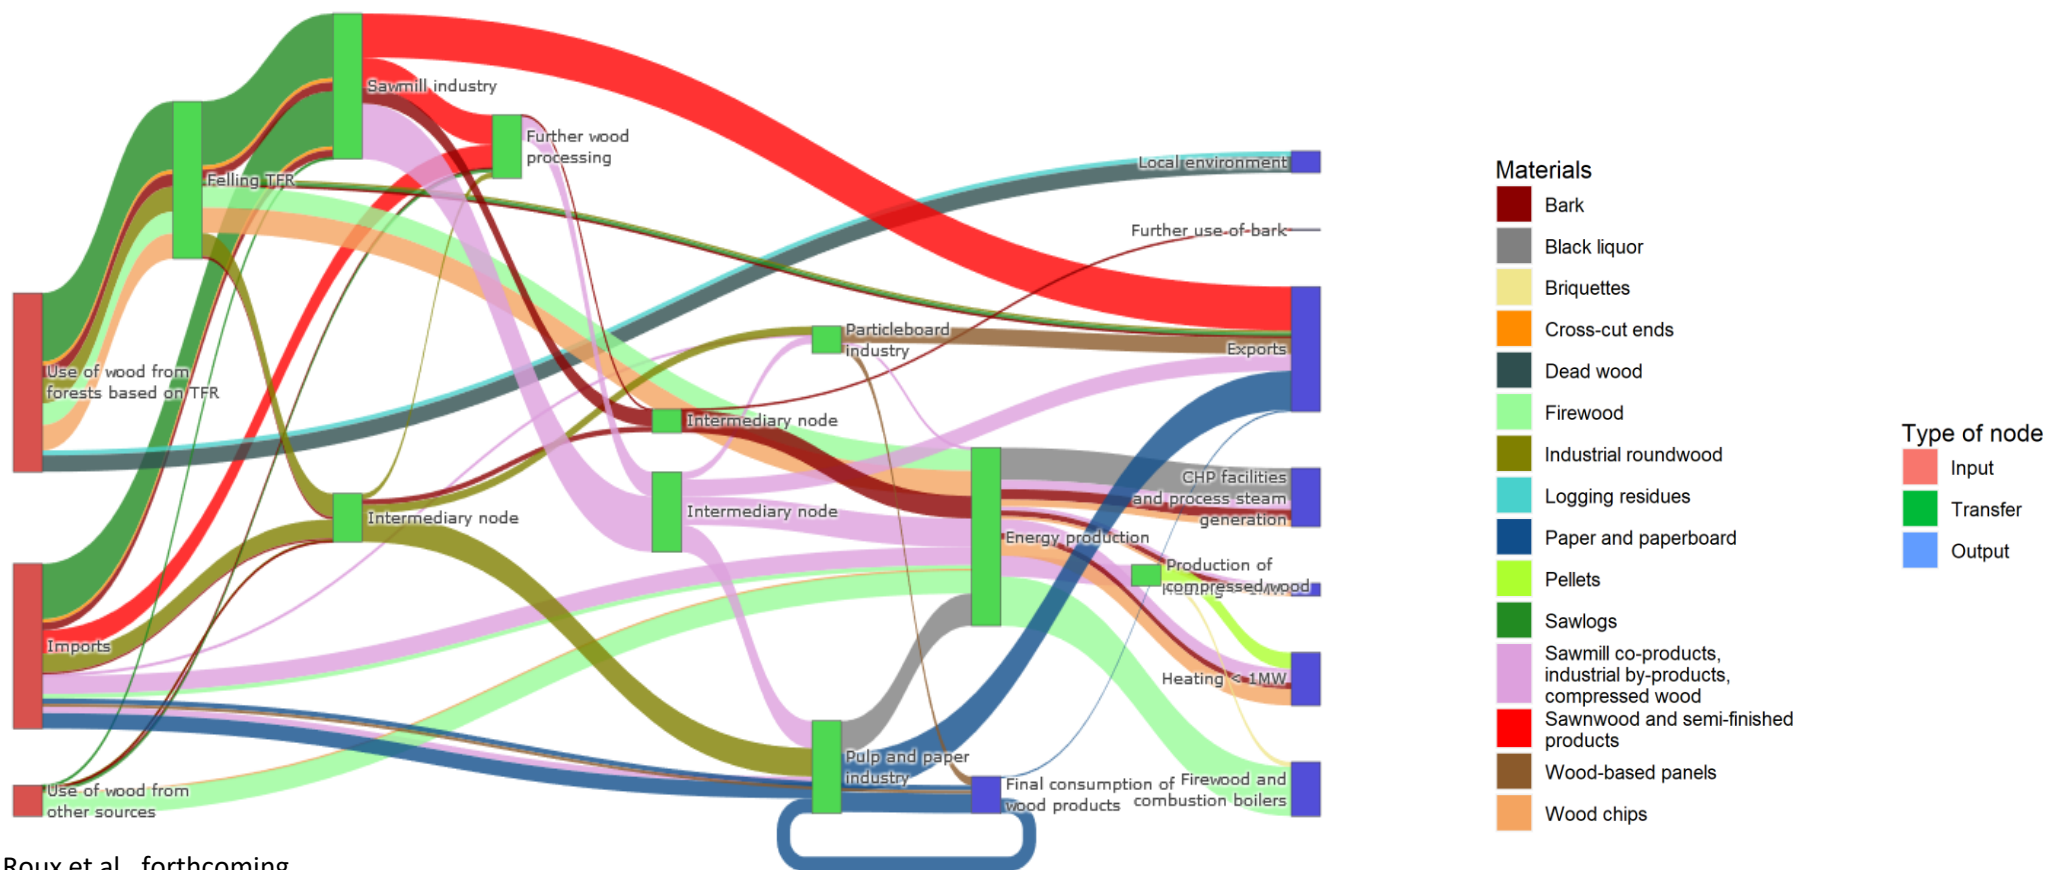 Sawmill industry
Further wood
processing
Felling TFR
Local environment
Further use of bark
Use of wood from
forests based on TFR
Particleboard
industry
Exports
Intermediary node
Intermediary node
Intermediary node
CHP facilities
and process steam
generation
Energy production
Production of
compressed wood
Imports
Heating < 1MW
Pulp and paper
industry
Use of wood from
other sources
Final consumption of
wood products
Firewood and
combustion boilers
Materials
Bark
Black liquor
Briquettes
Cross-cut ends
Dead wood
Firewood
Industrial roundwood
Logging residues
Paper and paperboard
Pellets
Sawlogs
Sawmill co-products,
industrial by-products,
compressed wood
Sawnwood and semi-finished
products
Wood-based panels
Wood chips
Type of node
Input
Transfer
Output
Roux et al., forthcoming